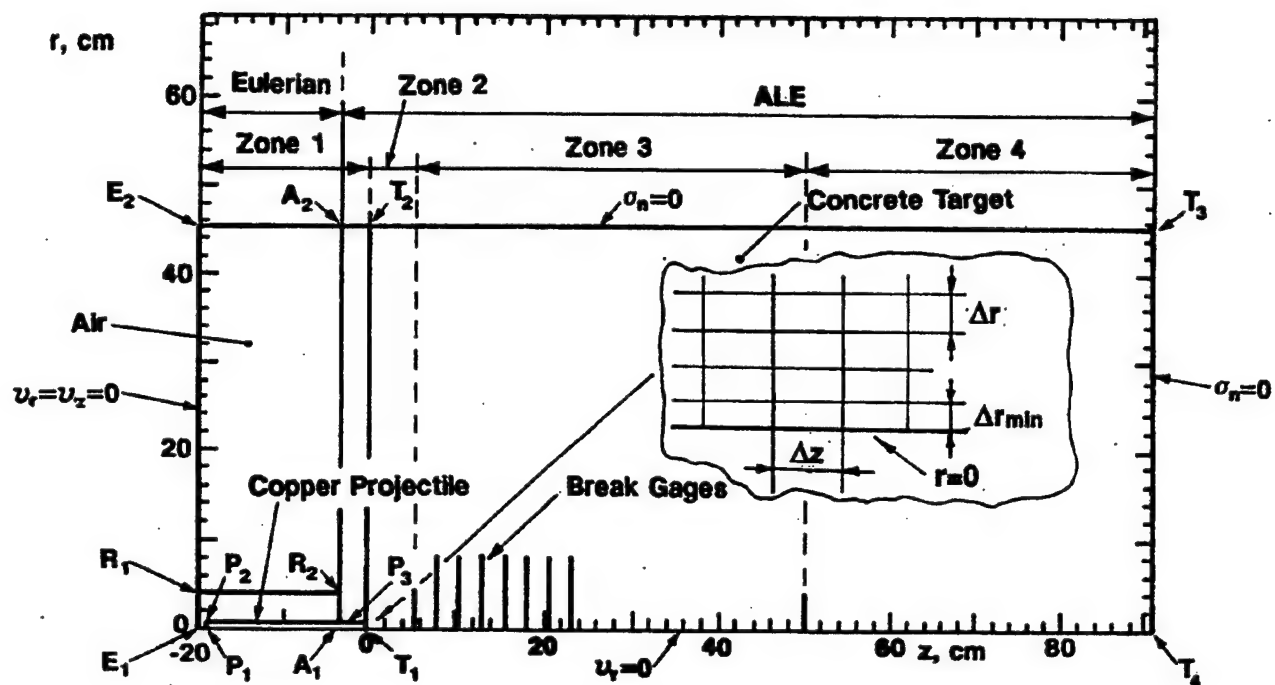 r, cm
60
Eulerian
Zone 2
ALE
Zone 1
Zone 3
Zone 4
E₂
A₂
T₂
σₙ=0
Concrete Target
T₃
40
Δr
Air
υᵣ=υ_z=0
σₙ=0
Δrmin
20
Δz
r=0
Copper Projectile
Break Gages
R₁
P₂
R₂
P₃
0
E₁
-20
P₁
A₁
0
T₁
20
υᵣ=0
40
60
z, cm
80
T₄